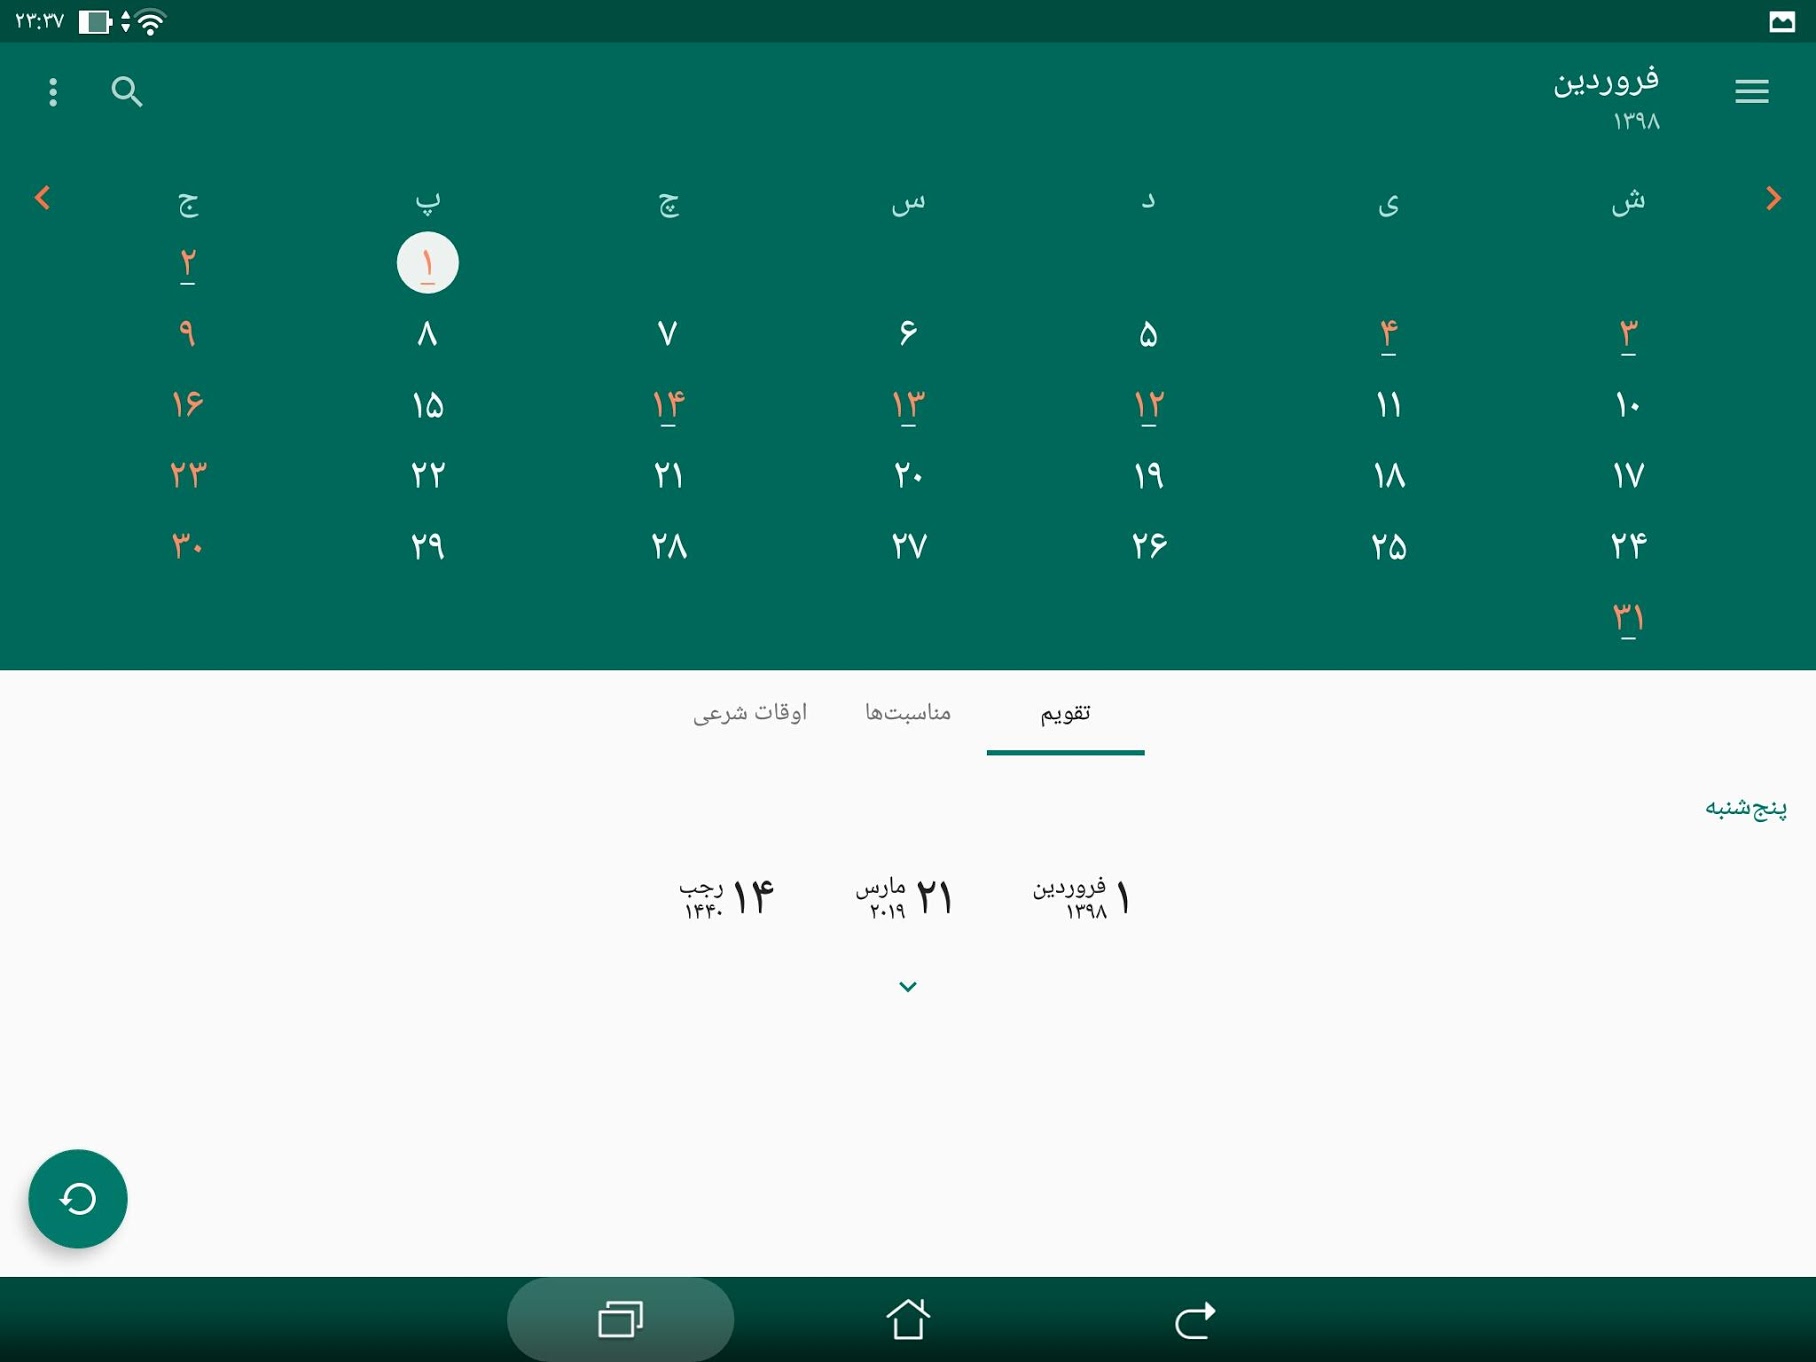 ۲۳:۳۷
فروردین
۱۳۹۸
ش ی د س چ پ ج
۱ ۲
۳ ۴ ۵ ۶ ۷ ۸ ۹
۱۰ ۱۱ ۱۲ ۱۳ ۱۴ ۱۵ ۱۶
۱۷ ۱۸ ۱۹ ۲۰ ۲۱ ۲۲ ۲۳
۲۴ ۲۵ ۲۶ ۲۷ ۲۸ ۲۹ ۳۰
۳۱
تقویم مناسبت‌ها اوقات شرعی
پنج‌شنبه
۱ فروردین ۱۳۹۸
۲۱ مارس ۲۰۱۹
۱۴ رجب ۱۴۴۰